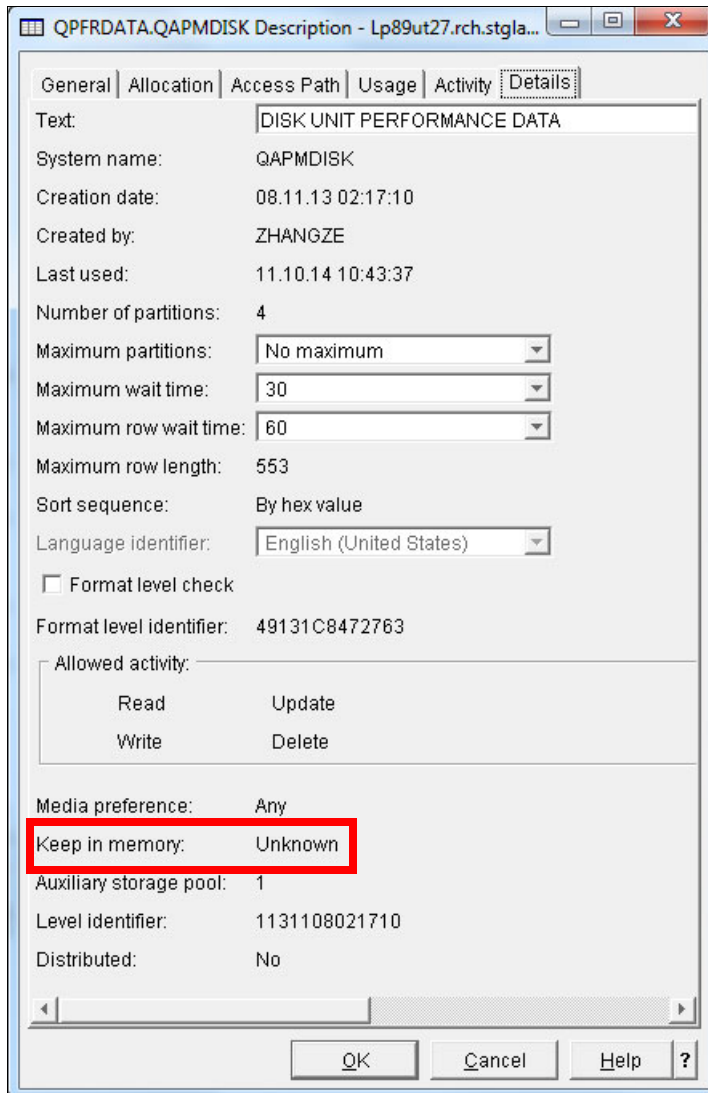 QPFRDATA.QAPMDISK Description - Lp89ut27.rch.stgla...
General Allocation Access Path Usage Activity Details
Text: DISK UNIT PERFORMANCE DATA
System name: QAPMDISK
Creation date: 08.11.13 02:17:10
Created by: ZHANGZE
Last used: 11.10.14 10:43:37
Number of partitions: 4
Maximum partitions: No maximum
Maximum wait time: 30
Maximum row wait time: 60
Maximum row length: 553
Sort sequence: By hex value
Language identifier: English (United States)
Format level check
Format level identifier: 49131C8472763
Allowed activity:
Read Update
Write Delete
Media preference: Any
Keep in memory: Unknown
Auxiliary storage pool: 1
Level identifier: 1131108021710
Distributed: No
OK Cancel Help ?